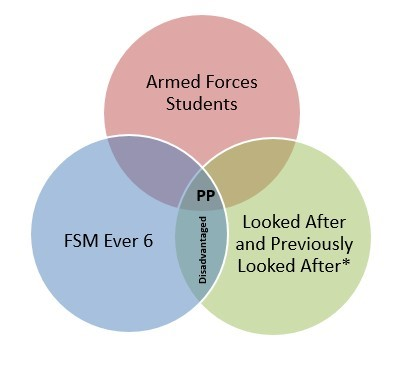 Armed Forces
Students
PP
FSM Ever 6
Disadvantaged
Looked After
and Previously
Looked After*